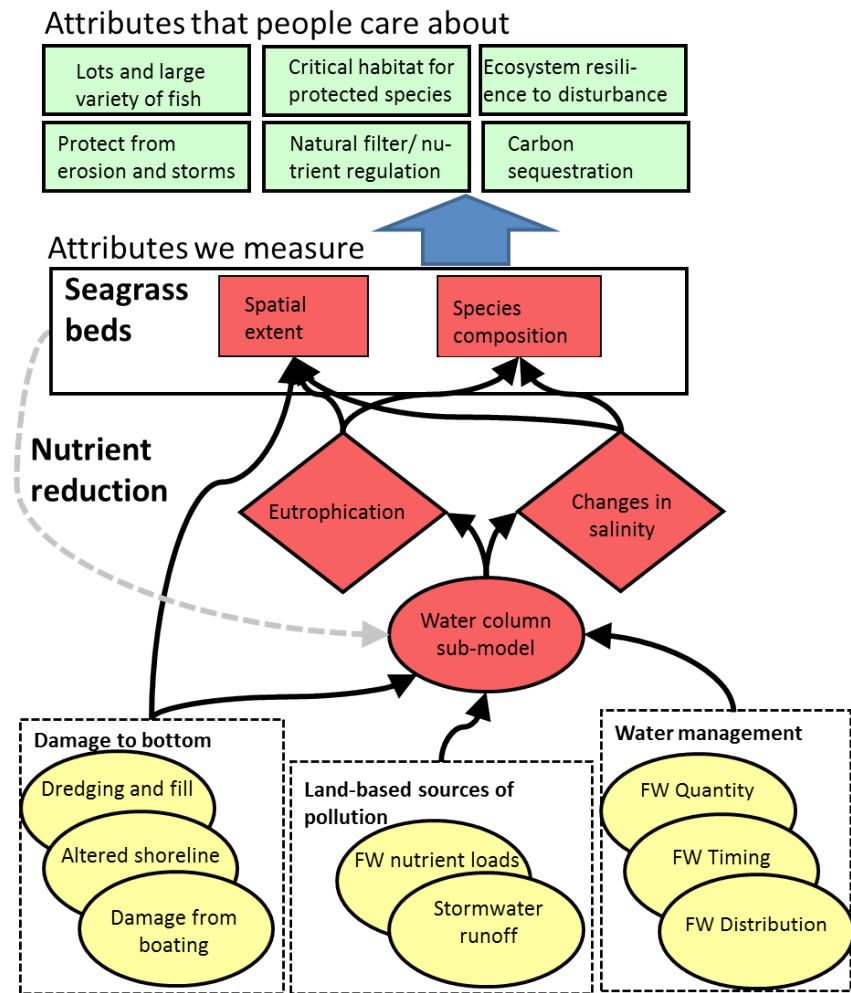 Attributes that people care about
Lots and large
variety of fish
Critical habitat for
protected species
Ecosystem resili-
ence to disturbance
Protect from
erosion and storms
Natural filter/ nu-
trient regulation
Carbon
sequestration
Attributes we measure
Seagrass
beds
Spatial
extent
Species
composition
Nutrient
reduction
Eutrophication
Changes in
salinity
Water column
sub-model
Damage to bottom
Dredging and fill
Altered shoreline
Damage from
boating
Land-based sources of
pollution
FW nutrient loads
Stormwater
runoff
Water management
FW Quantity
FW Timing
FW Distribution